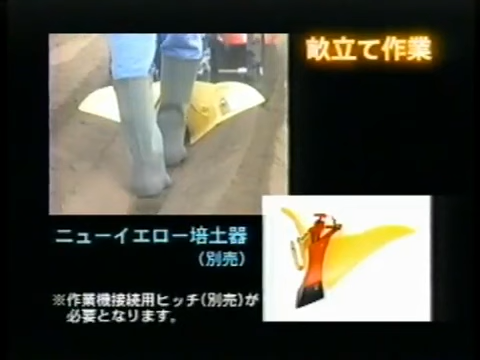 畝立て作業
ニューイエロー培土器
(別売)
※作業機接続用ヒッチ(別売)が
必要となります。